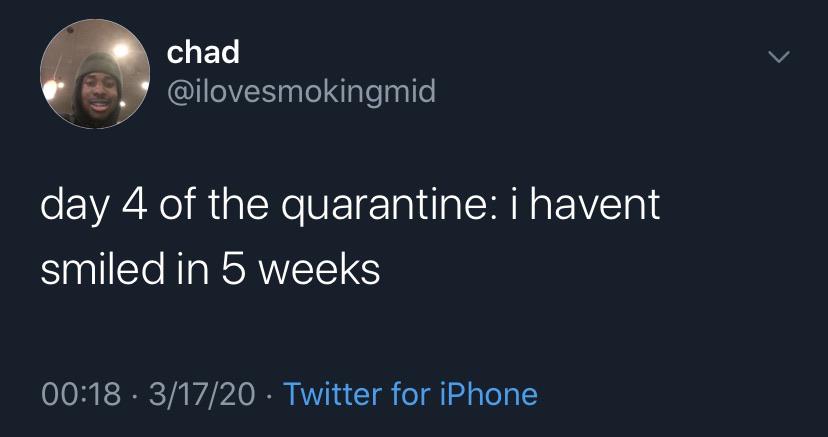 chad
@ilovesmokingmid
day 4 of the quarantine: i havent
smiled in 5 weeks
00:18 · 3/17/20 · Twitter for iPhone